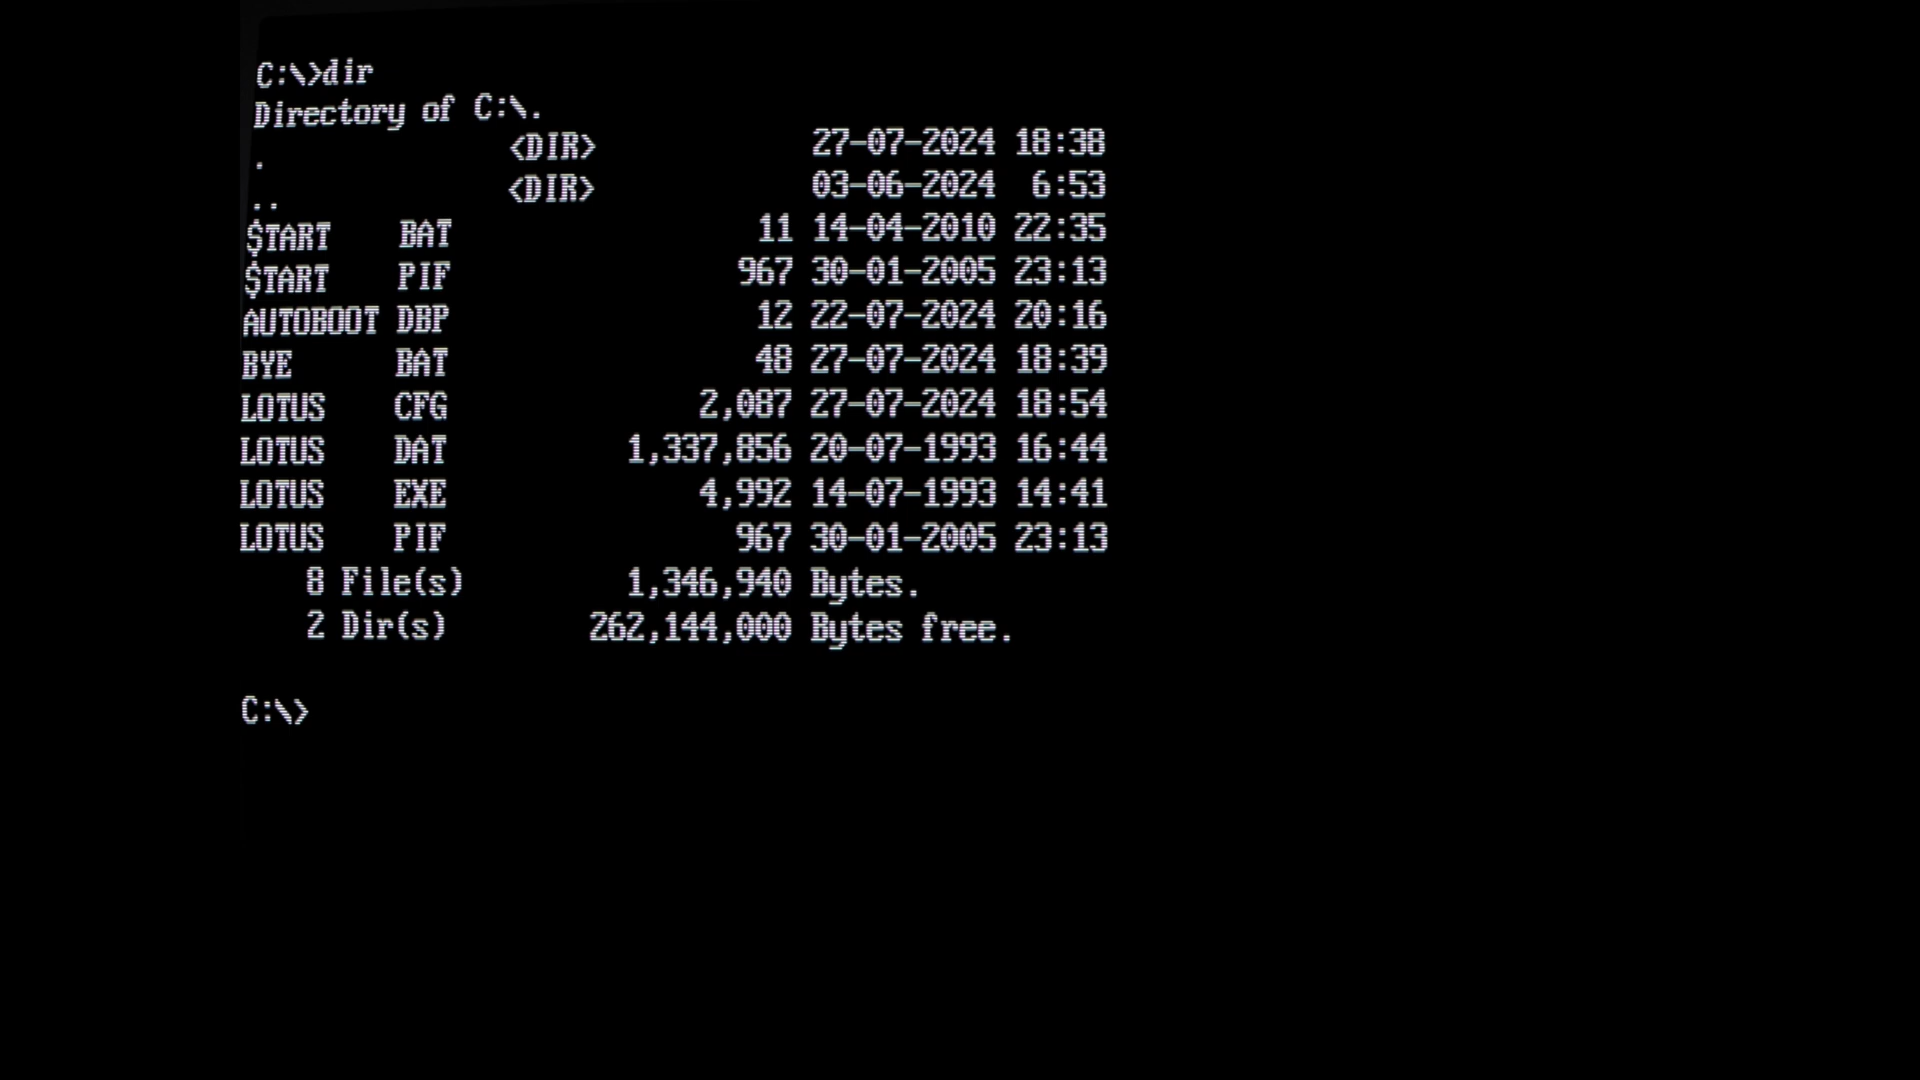 C:\>dir
Directory of C:\.
. <DIR> 27-07-2024 18:38
.. <DIR> 03-06-2024 6:53
$TART BAT 11 14-04-2010 22:35
$TART PIF 967 30-01-2005 23:13
AUTOBOOT DBP 12 22-07-2024 20:16
BYE BAT 48 27-07-2024 18:39
LOTUS CFG 2,087 27-07-2024 18:54
LOTUS DAT 1,337,856 20-07-1993 16:44
LOTUS EXE 4,992 14-07-1993 14:41
LOTUS PIF 967 30-01-2005 23:13
8 File(s) 1,346,940 Bytes.
2 Dir(s) 262,144,000 Bytes free.
C:\>